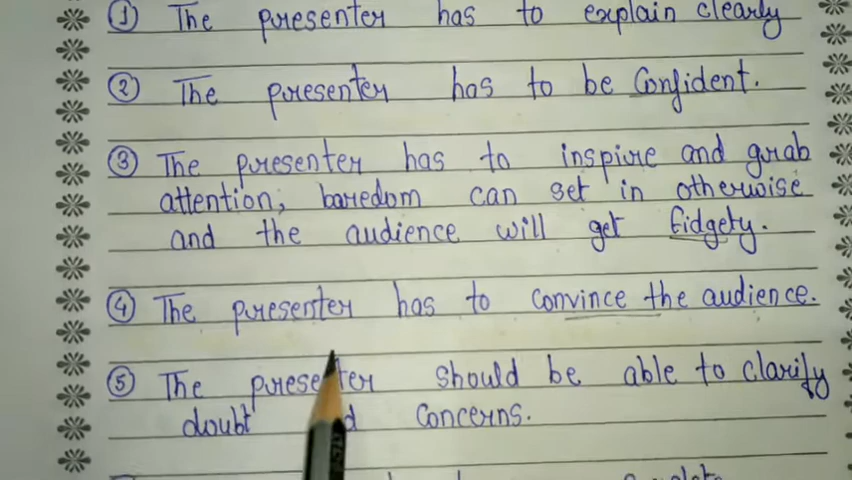 ① The presenter has to explain clearly
② The presenter has to be Confident.
③ The presenter has to inspire and grab
attention; baredom can set in otherwise
and the audience will get fidgety.
④ The presenter has to convince the audience.
⑤ The presenter should be able to clarify
doubt concerns.